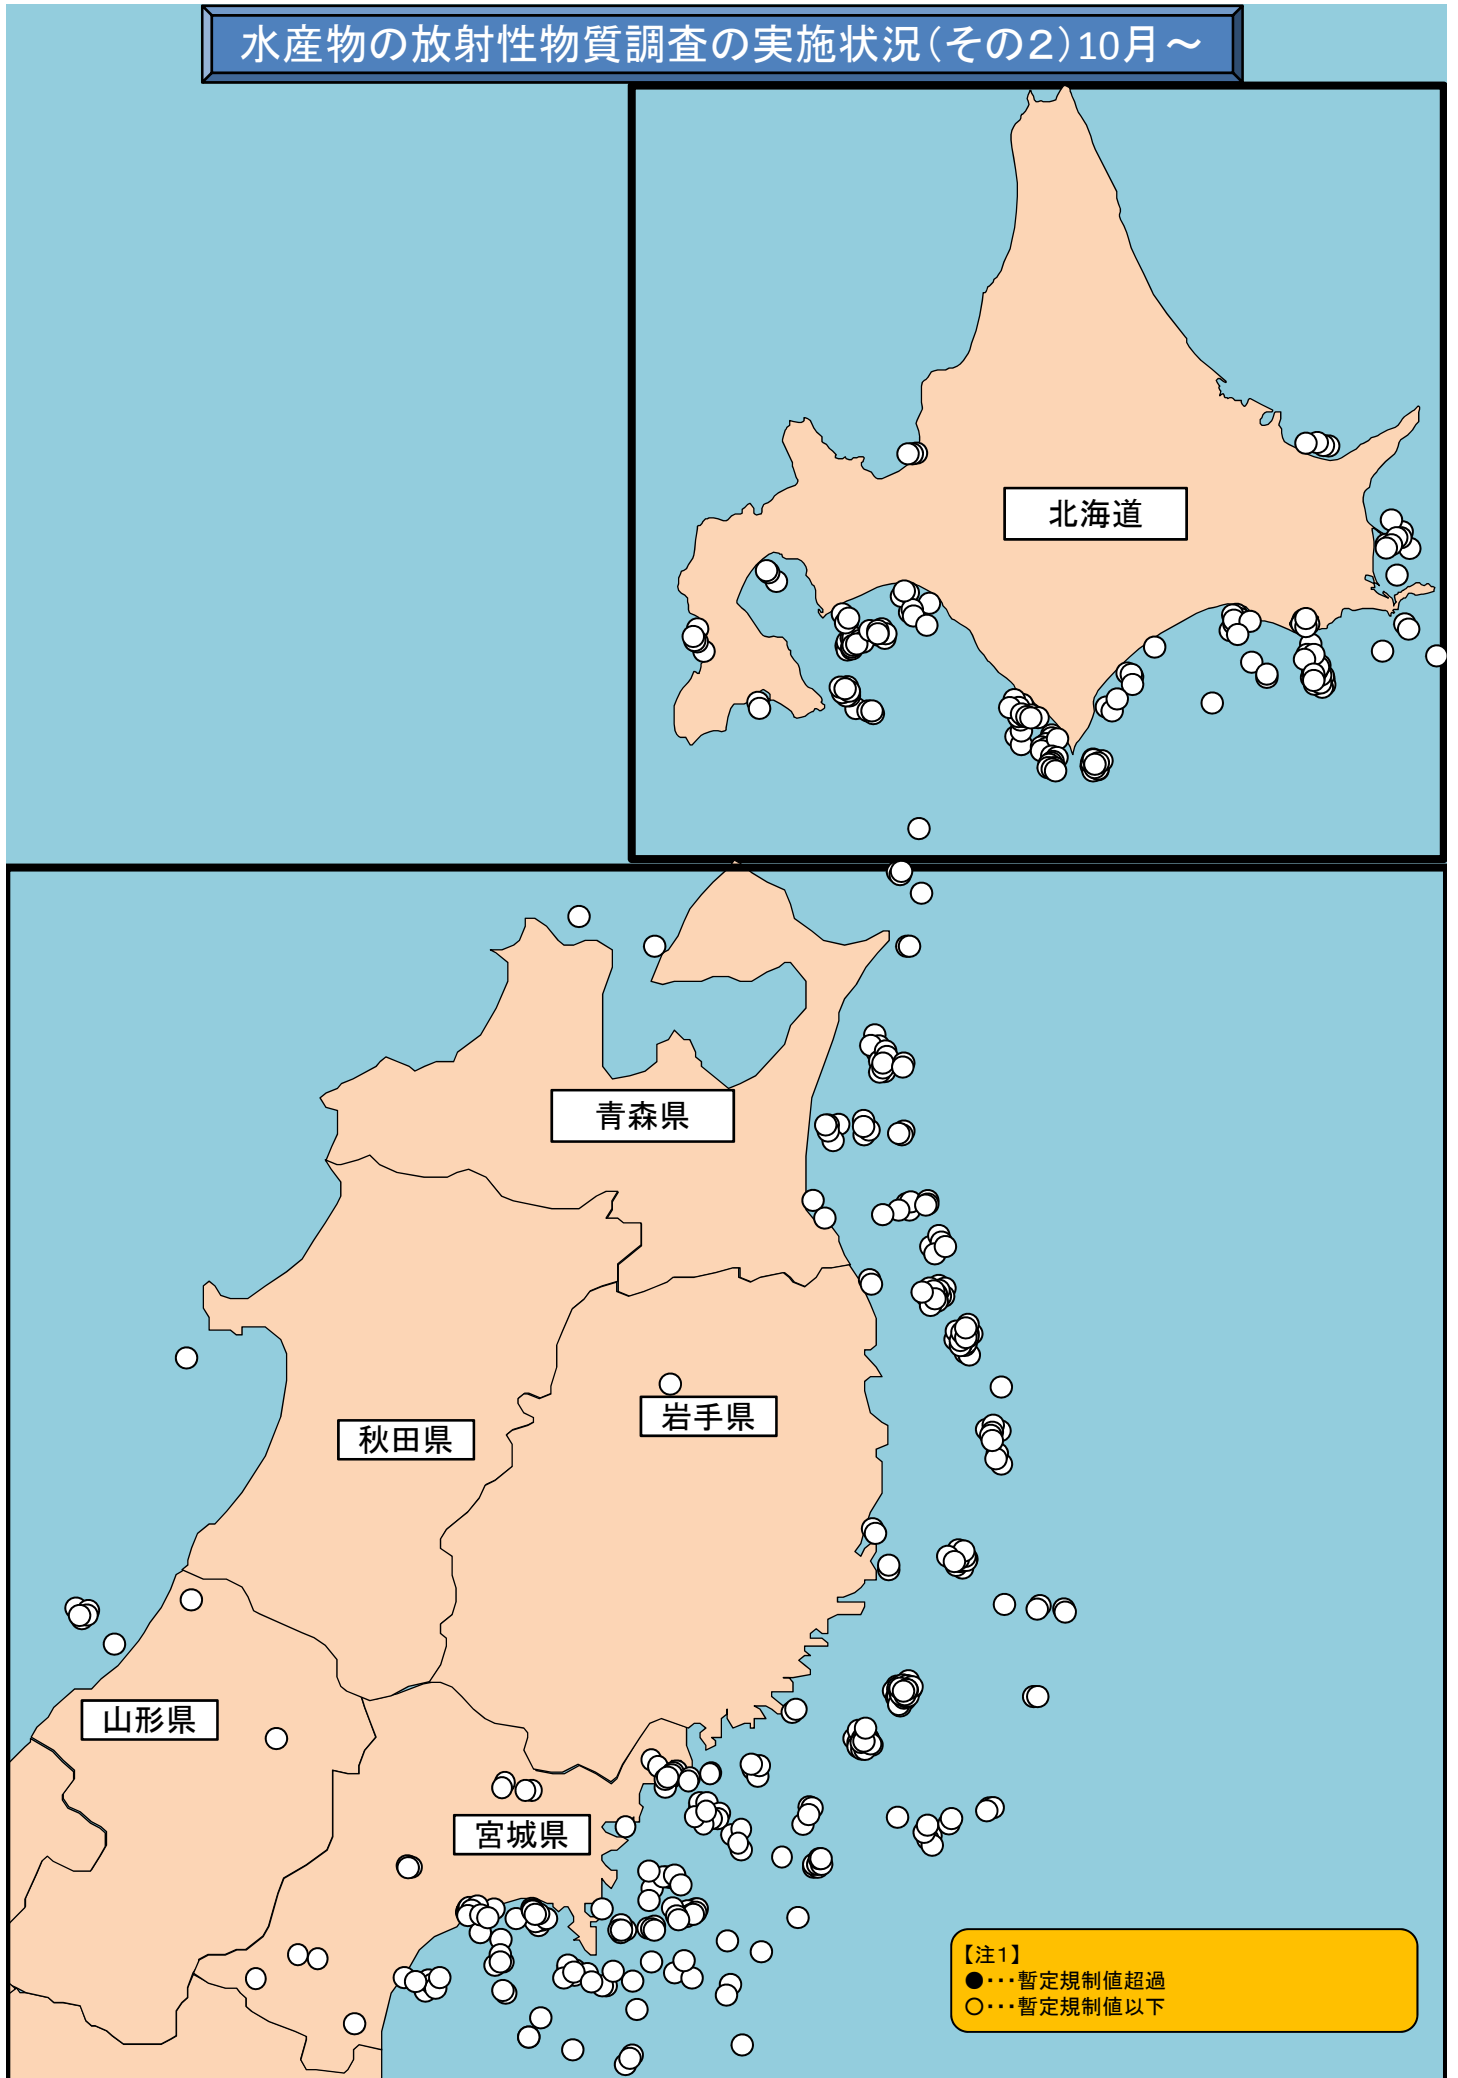 水産物の放射性物質調査の実施状況（その２）10月～
北海道
青森県
岩手県
秋田県
山形県
宮城県
【注１】
●・・・暫定規制値超過
○・・・暫定規制値以下